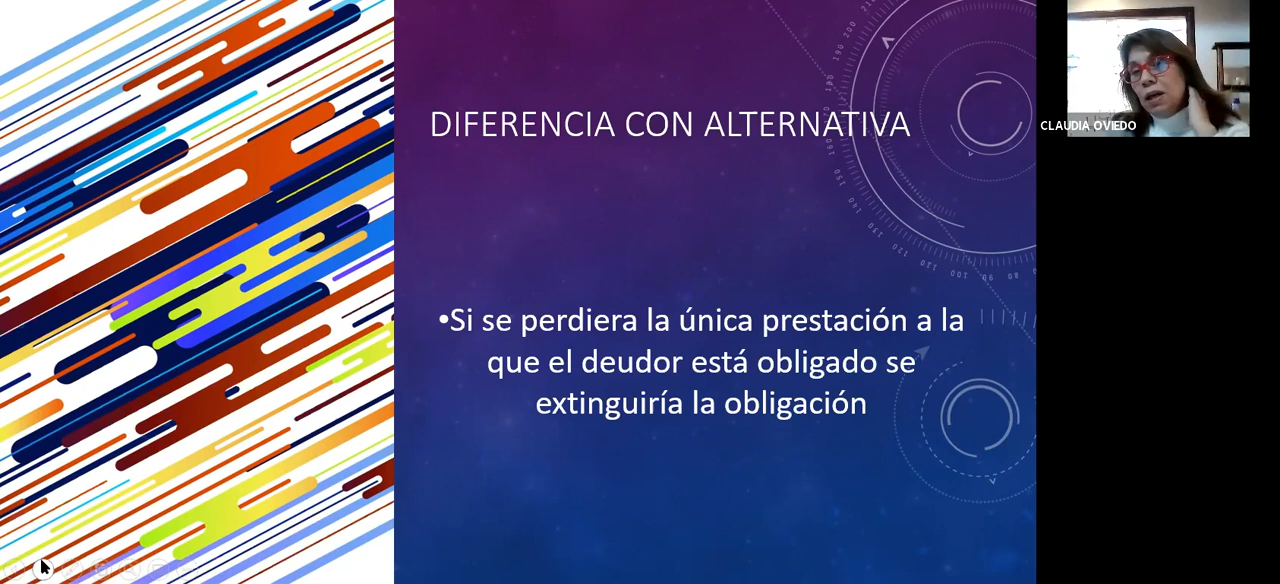 DIFERENCIA CON ALTERNATIVA
•Si se perdiera la única prestación a la
que el deudor está obligado se
extinguiría la obligación
CLAUDIA OVIEDO